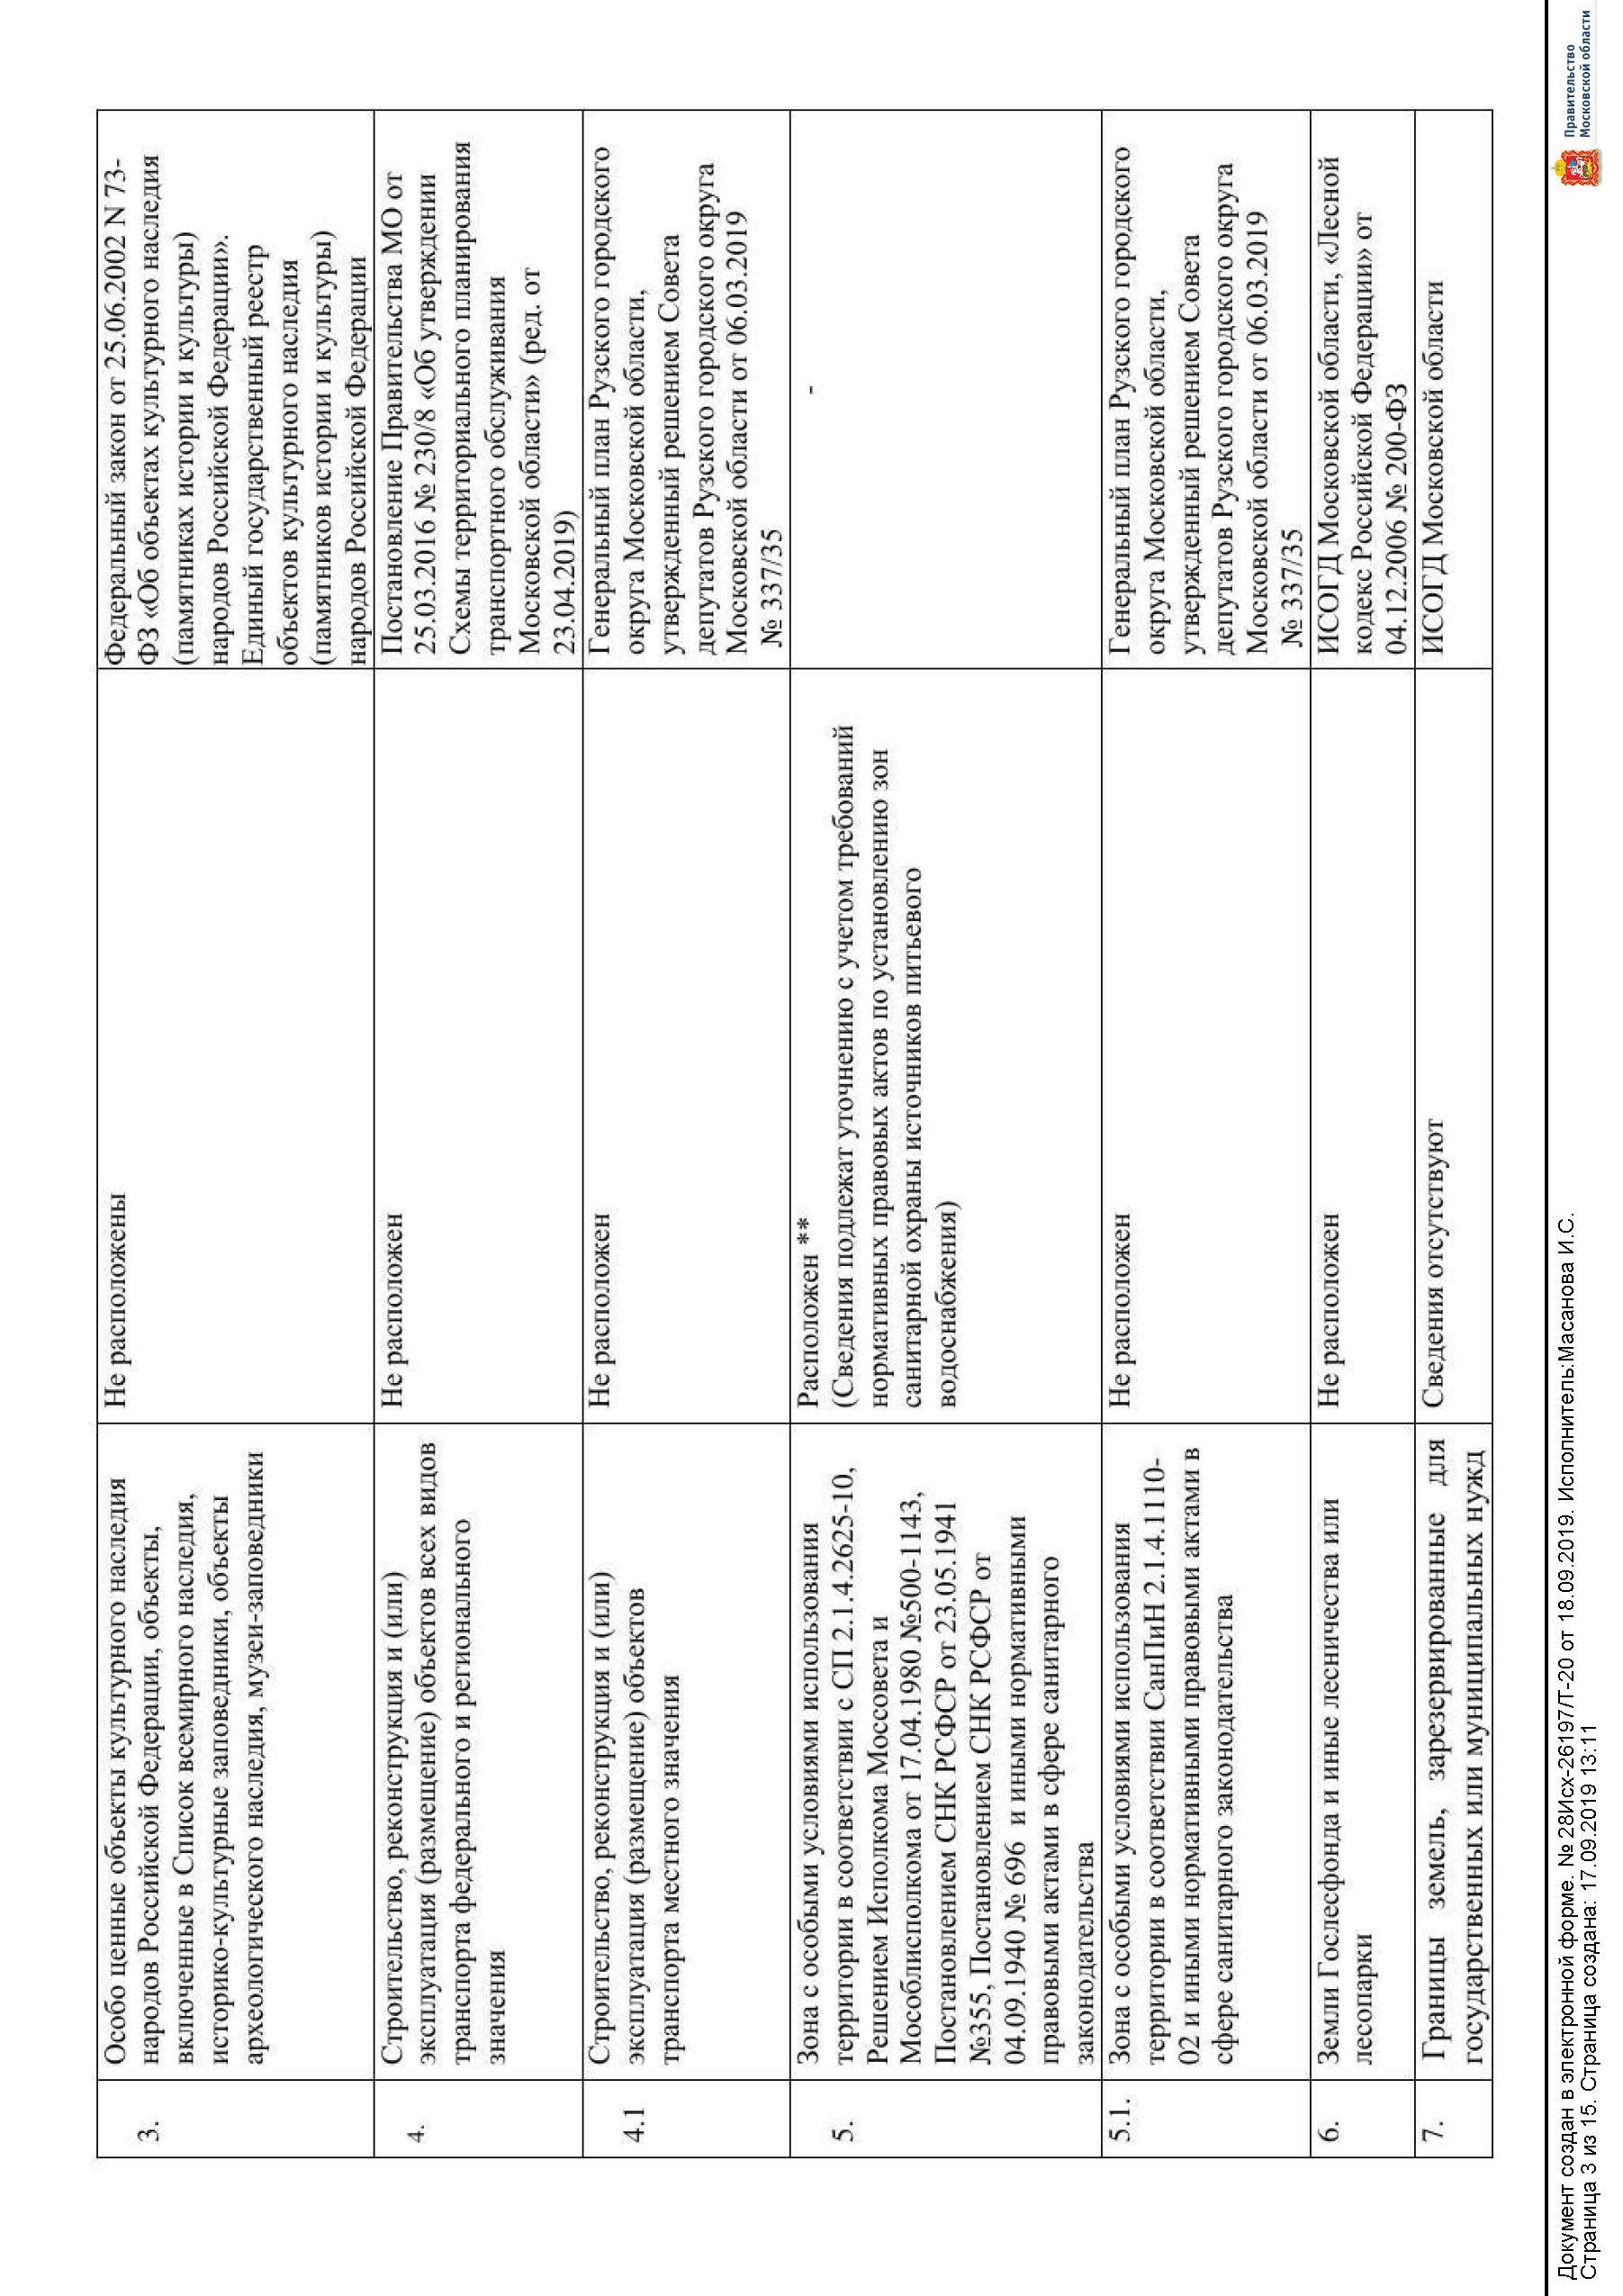 3.
Особо ценные объекты культурного наследия
народов Российской Федерации, объекты,
включенные в Список всемирного наследия,
историко-культурные заповедники, объекты
археологического наследия, музеи-заповедники
Не расположены
Федеральный закон от 25.06.2002 N 73-
ФЗ «Об объектах культурного наследия
(памятниках истории и культуры)
народов Российской Федерации».
Единый государственный реестр
объектов культурного наследия
(памятников истории и культуры)
народов Российской Федерации
4.
Строительство, реконструкция и (или)
эксплуатация (размещение) объектов всех видов
транспорта федерального и регионального
значения
Не расположен
Постановление Правительства МО от
25.03.2016 № 230/8 «Об утверждении
Схемы территориального планирования
транспортного обслуживания
Московской области» (ред. от
23.04.2019)
4.1
Строительство, реконструкция и (или)
эксплуатация (размещение) объектов
транспорта местного значения
Не расположен
Генеральный план Рузского городского
округа Московской области,
утвержденный решением Совета
депутатов Рузского городского округа
Московской области от 06.03.2019
№ 337/35
5.
Зона с особыми условиями использования
территории в соответствии с СП 2.1.4.2625-10,
Решением Исполкома Моссовета и
Мособлисполкома от 17.04.1980 №500-1143,
Постановлением СНК РСФСР от 23.05.1941
№355, Постановлением СНК РСФСР от
04.09.1940 № 696 и иными нормативными
правовыми актами в сфере санитарного
законодательства
Расположен **
(Сведения подлежат уточнению с учетом требований
нормативных правовых актов по установлению зон
санитарной охраны источников питьевого
водоснабжения)
-
5.1.
Зона с особыми условиями использования
территории в соответствии СанПиН 2.1.4.1110-
02 и иными нормативными правовыми актами в
сфере санитарного законодательства
Не расположен
Генеральный план Рузского городского
округа Московской области,
утвержденный решением Совета
депутатов Рузского городского округа
Московской области от 06.03.2019
№ 337/35
6.
Земли Гослесфонда и иные лесничества или
лесопарки
Не расположен
ИСОГД Московской области, «Лесной
кодекс Российской Федерации» от
04.12.2006 № 200-ФЗ
7.
Границы земель, зарезервированные для
государственных или муниципальных нужд
Сведения отсутствуют
ИСОГД Московской области
Документ создан в электронной форме. № 28Исх-26197/Т-20 от 18.09.2019. Исполнитель:Масанова И.С.
Страница 3 из 15. Страница создана: 17.09.2019 13:11
Правительство
Московской области